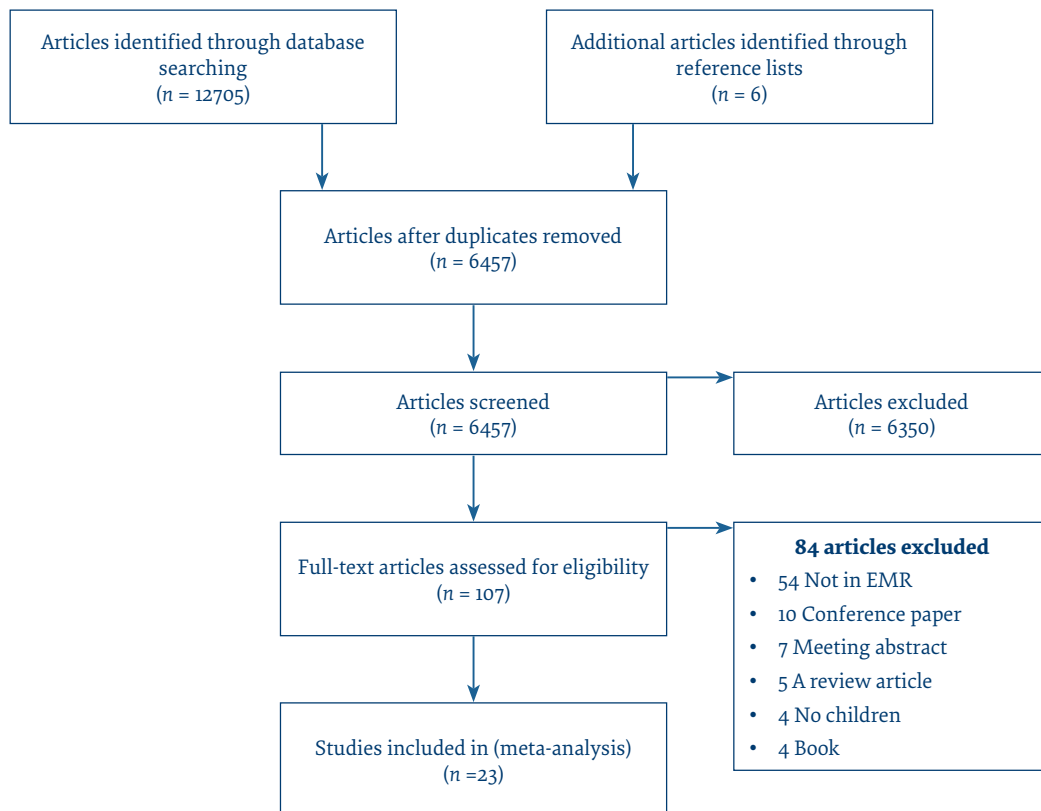 Articles identified through database
searching
(n = 12705)
Additional articles identified through
reference lists
(n = 6)
Articles after duplicates removed
(n = 6457)
Articles screened
(n = 6457)
Articles excluded
(n = 6350)
Full-text articles assessed for eligibility
(n = 107)
84 articles excluded
• 54 Not in EMR
• 10 Conference paper
• 7 Meeting abstract
• 5 A review article
• 4 No children
• 4 Book
Studies included in (meta-analysis)
(n =23)